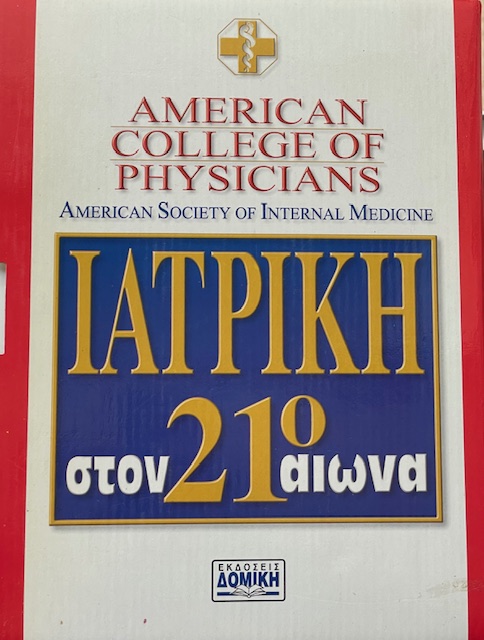 AMERICAN
COLLEGE OF
PHYSICIANS
AMERICAN SOCIETY OF INTERNAL MEDICINE
ΙΑΤΡΙΚΗ
στον 21ο αιωνα
ΕΚΔΟΣΕΙΣ
ΔΟΜΙΚΗ